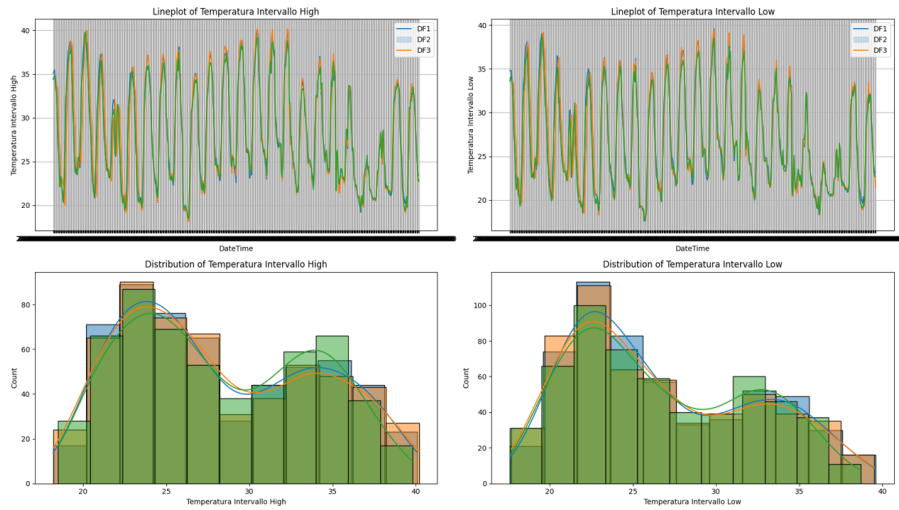 Lineplot of Temperatura Intervallo High
Temperatura Intervallo High
40
35
30
25
20
DF1
DF2
DF3
DateTime
Lineplot of Temperatura Intervallo Low
Temperatura Intervallo Low
40
35
30
25
20
DF1
DF2
DF3
DateTime
Distribution of Temperatura Intervallo High
Count
80
60
40
20
0
20
25
30
35
40
Temperatura Intervallo High
Distribution of Temperatura Intervallo Low
Count
100
80
60
40
20
0
20
25
30
35
40
Temperatura Intervallo Low